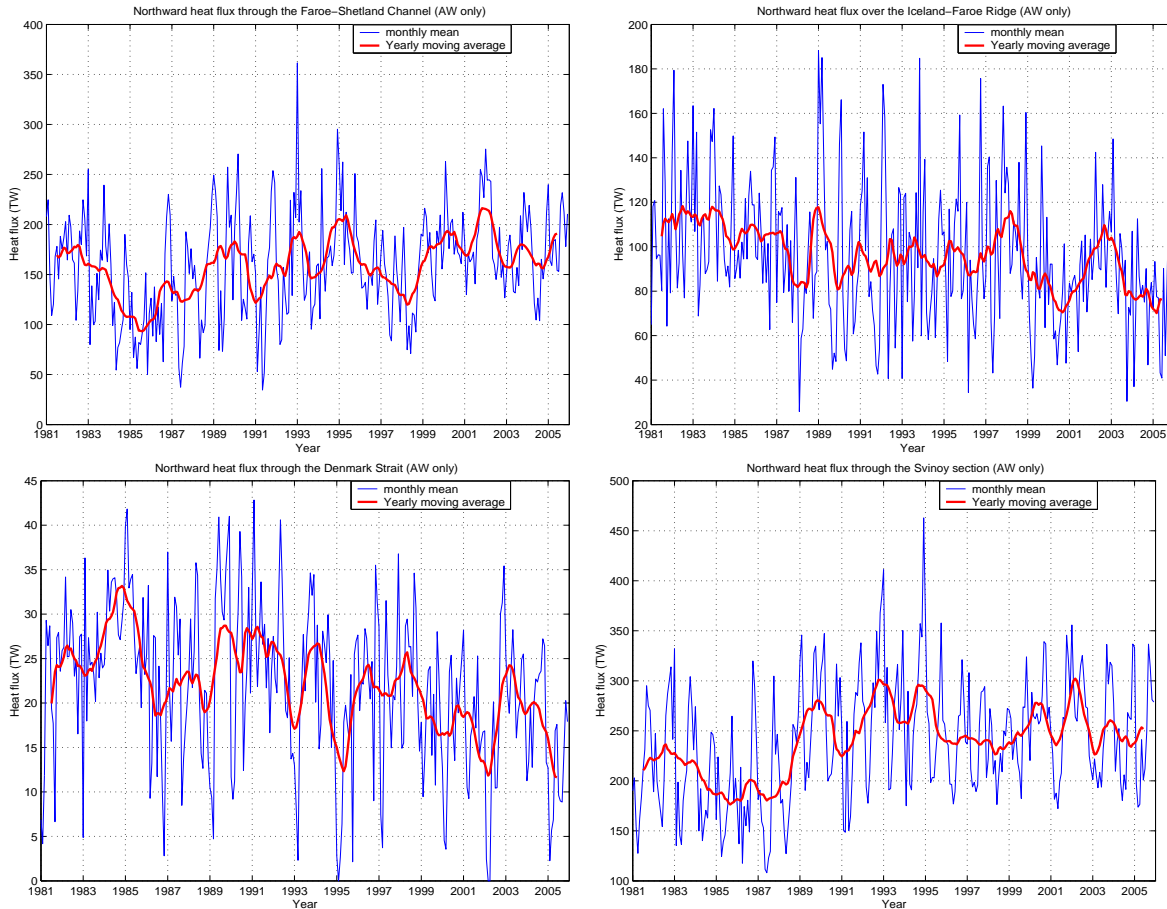 Northward heat flux through the Faroe−Shetland Channel (AW only)
monthly mean
Yearly moving average
Heat flux (TW)
400
350
300
250
200
150
100
50
0
1981 1983 1985 1987 1989 1991 1993 1995 1997 1999 2001 2003 2005
Year
Northward heat flux over the Iceland−Faroe Ridge (AW only)
monthly mean
Yearly moving average
Heat flux (TW)
200
180
160
140
120
100
80
60
40
20
1981 1983 1985 1987 1989 1991 1993 1995 1997 1999 2001 2003 2005
Year
Northward heat flux through the Denmark Strait (AW only)
monthly mean
Yearly moving average
Heat flux (TW)
45
40
35
30
25
20
15
10
5
0
1981 1983 1985 1987 1989 1991 1993 1995 1997 1999 2001 2003 2005
Year
Northward heat flux through the Svinoy section (AW only)
monthly mean
Yearly moving average
Heat flux (TW)
500
450
400
350
300
250
200
150
100
1981 1983 1985 1987 1989 1991 1993 1995 1997 1999 2001 2003 2005
Year